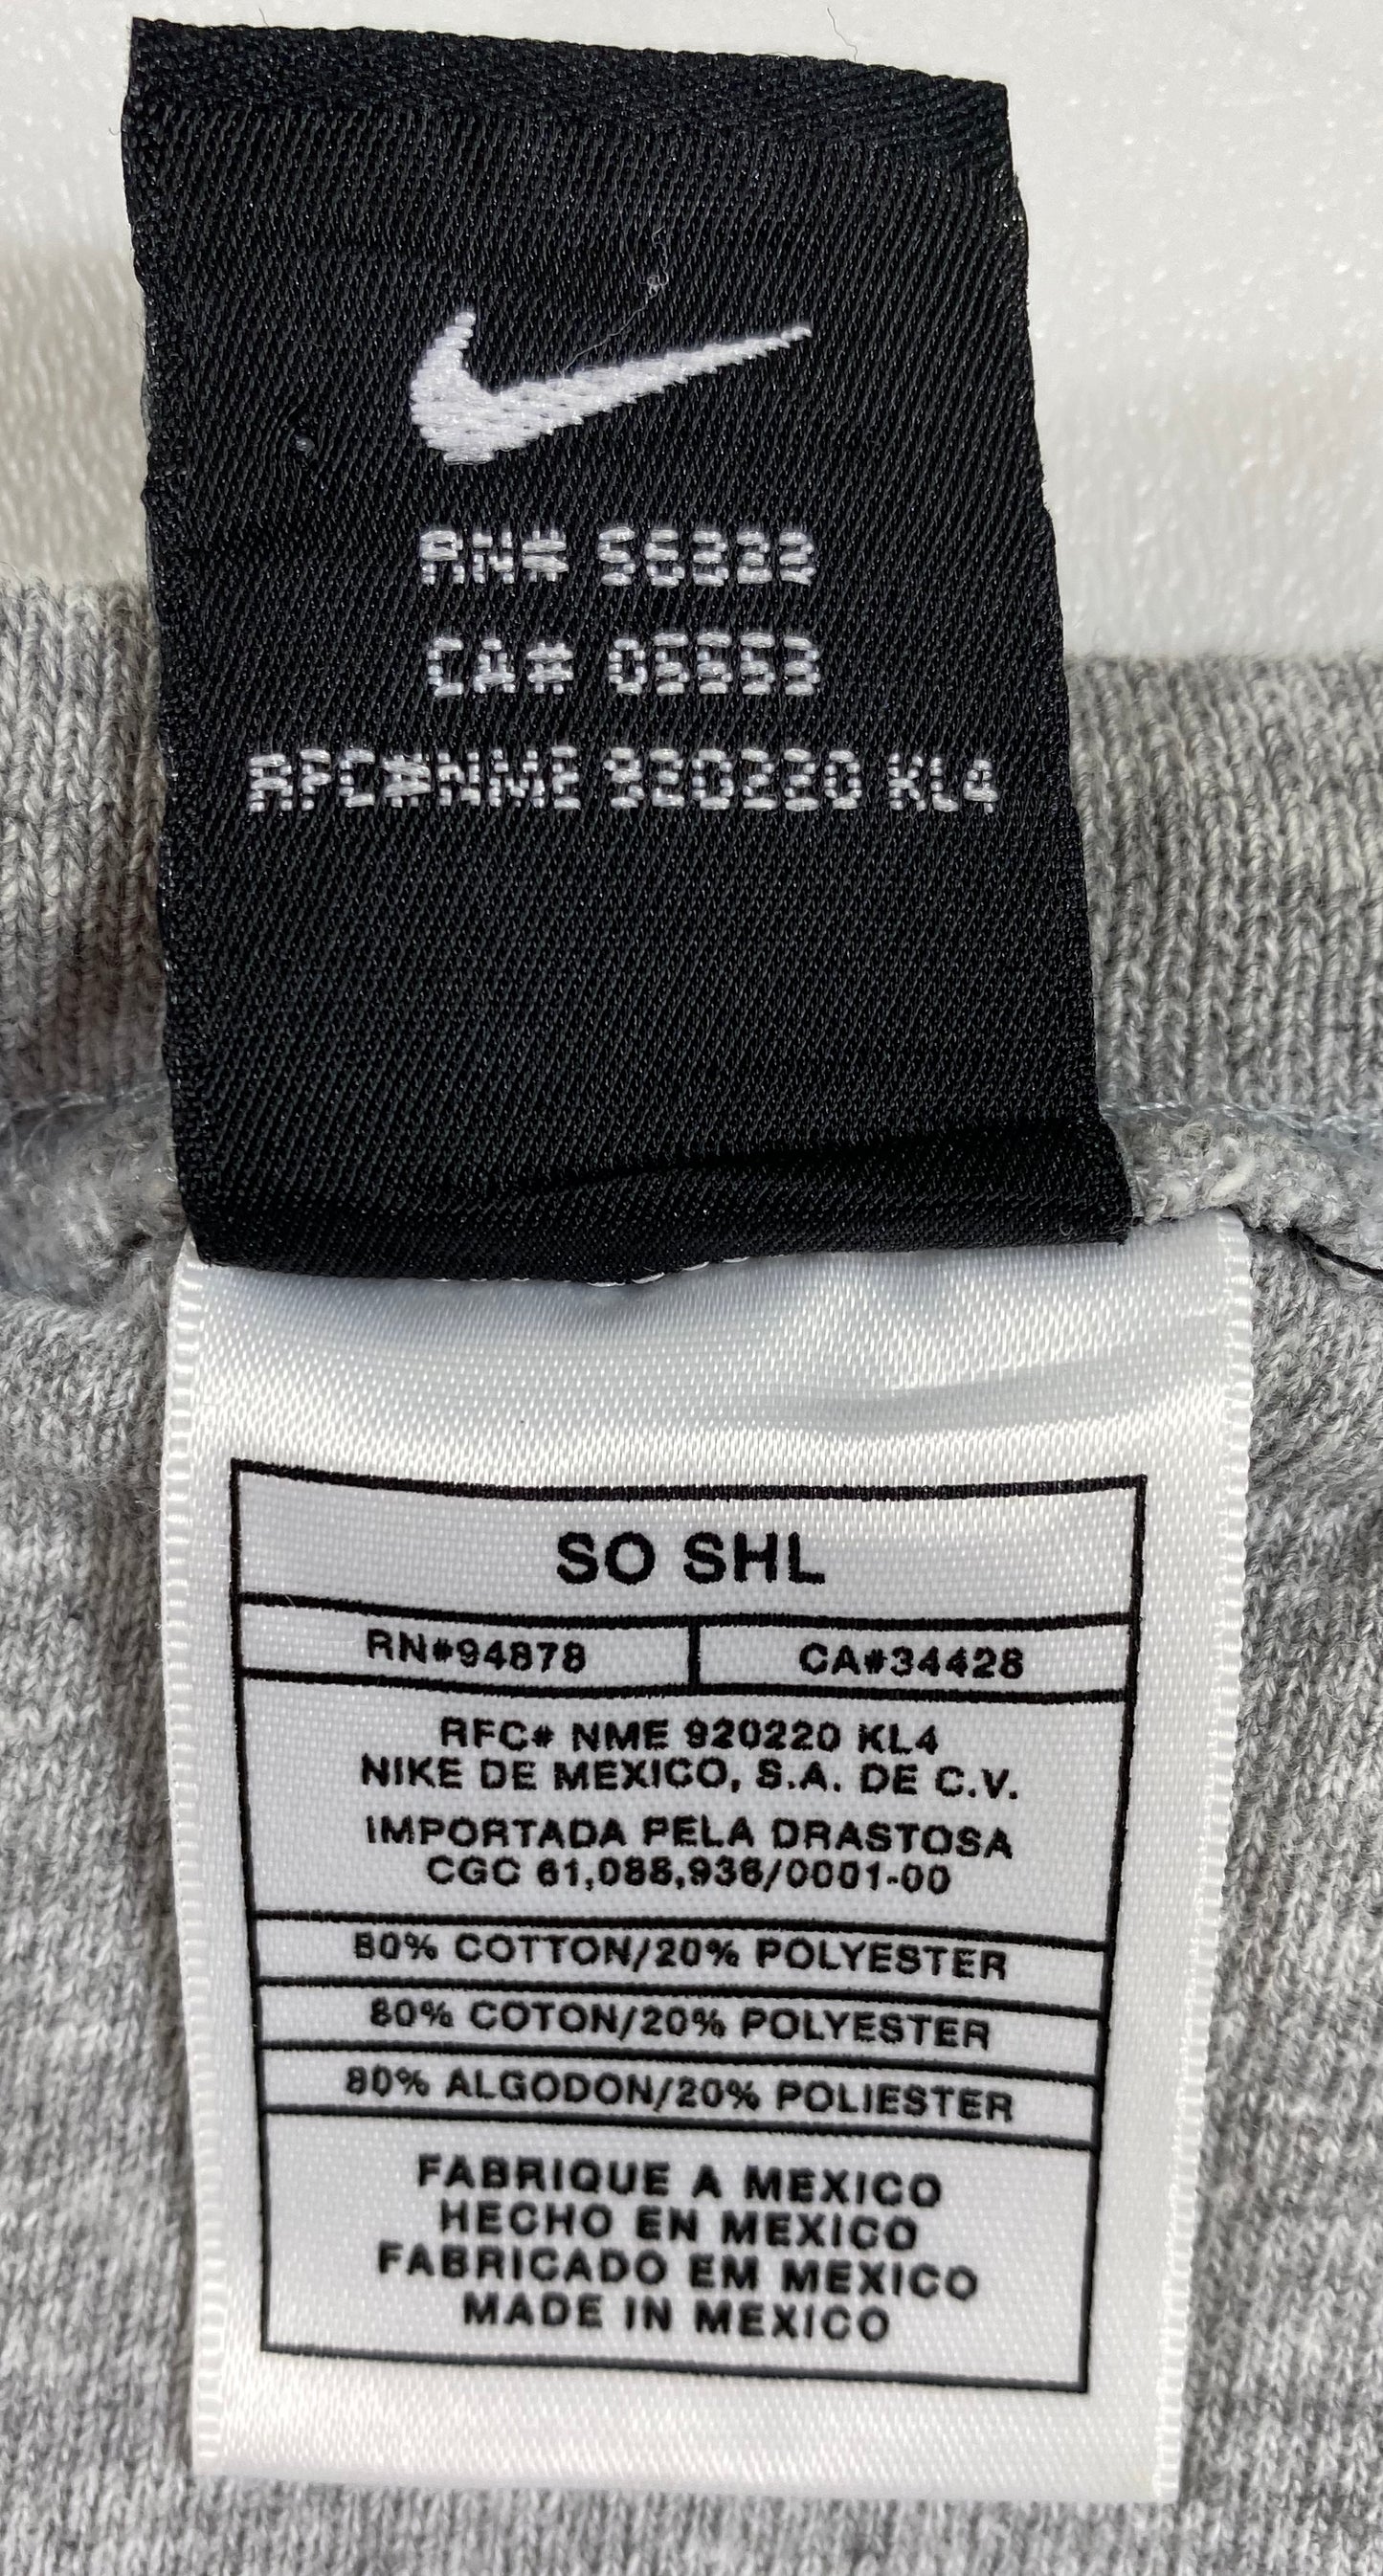 RN# 56323
CA# 05553
RFC#NME 920220 KL4
SO SHL
RN#94878
CA#34428
RFC# NME 920220 KL4
NIKE DE MEXICO, S.A. DE C.V.
IMPORTADA PELA DRASTOSA
CGC 61,088,936/0001-00
80% COTTON/20% POLYESTER
80% COTON/20% POLYESTER
80% ALGODON/20% POLIESTER
FABRIQUE A MEXICO
HECHO EN MEXICO
FABRICADO EM MEXICO
MADE IN MEXICO